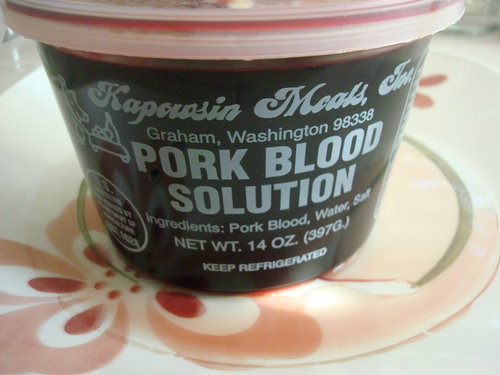 Kapowsin Meats, Inc.
Graham, Washington 98338
PORK BLOOD
SOLUTION
Ingredients: Pork Blood, Water, Salt
NET WT. 14 OZ. (397G.)
KEEP REFRIGERATED